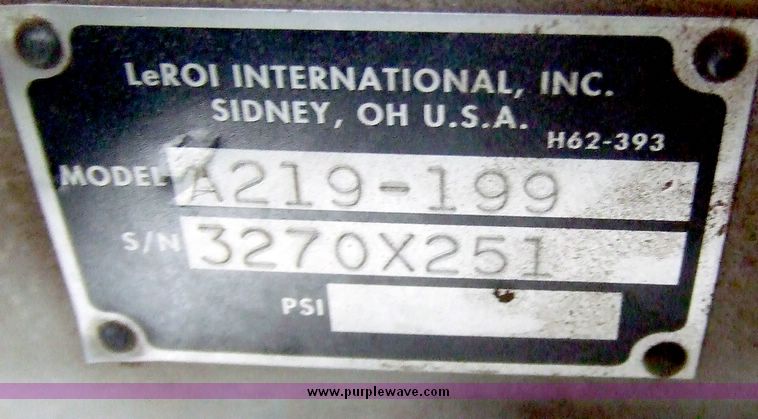 LeROI INTERNATIONAL, INC.
SIDNEY, OH U.S.A.
H62-393
MODEL A219-199
S/N 3270X251
PSI
www.purplewave.com